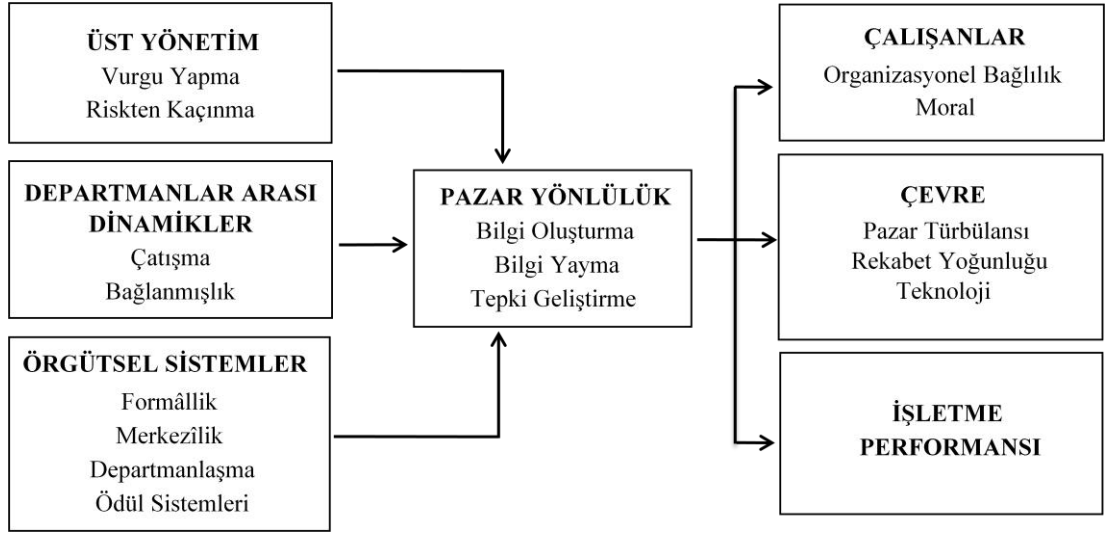 ÜST YÖNETİM
Vurgu Yapma
Riskten Kaçınma
DEPARTMANLAR ARASI
DİNAMİKLER
Çatışma
Bağlanmışlık
ÖRGÜTSEL SİSTEMLER
Formâllik
Merkezîlik
Departmanlaşma
Ödül Sistemleri
PAZAR YÖNLÜLÜK
Bilgi Oluşturma
Bilgi Yayma
Tepki Geliştirme
ÇALIŞANLAR
Organizasyonel Bağlılık
Moral
ÇEVRE
Pazar Türbülansı
Rekabet Yoğunluğu
Teknoloji
İŞLETME
PERFORMANSI